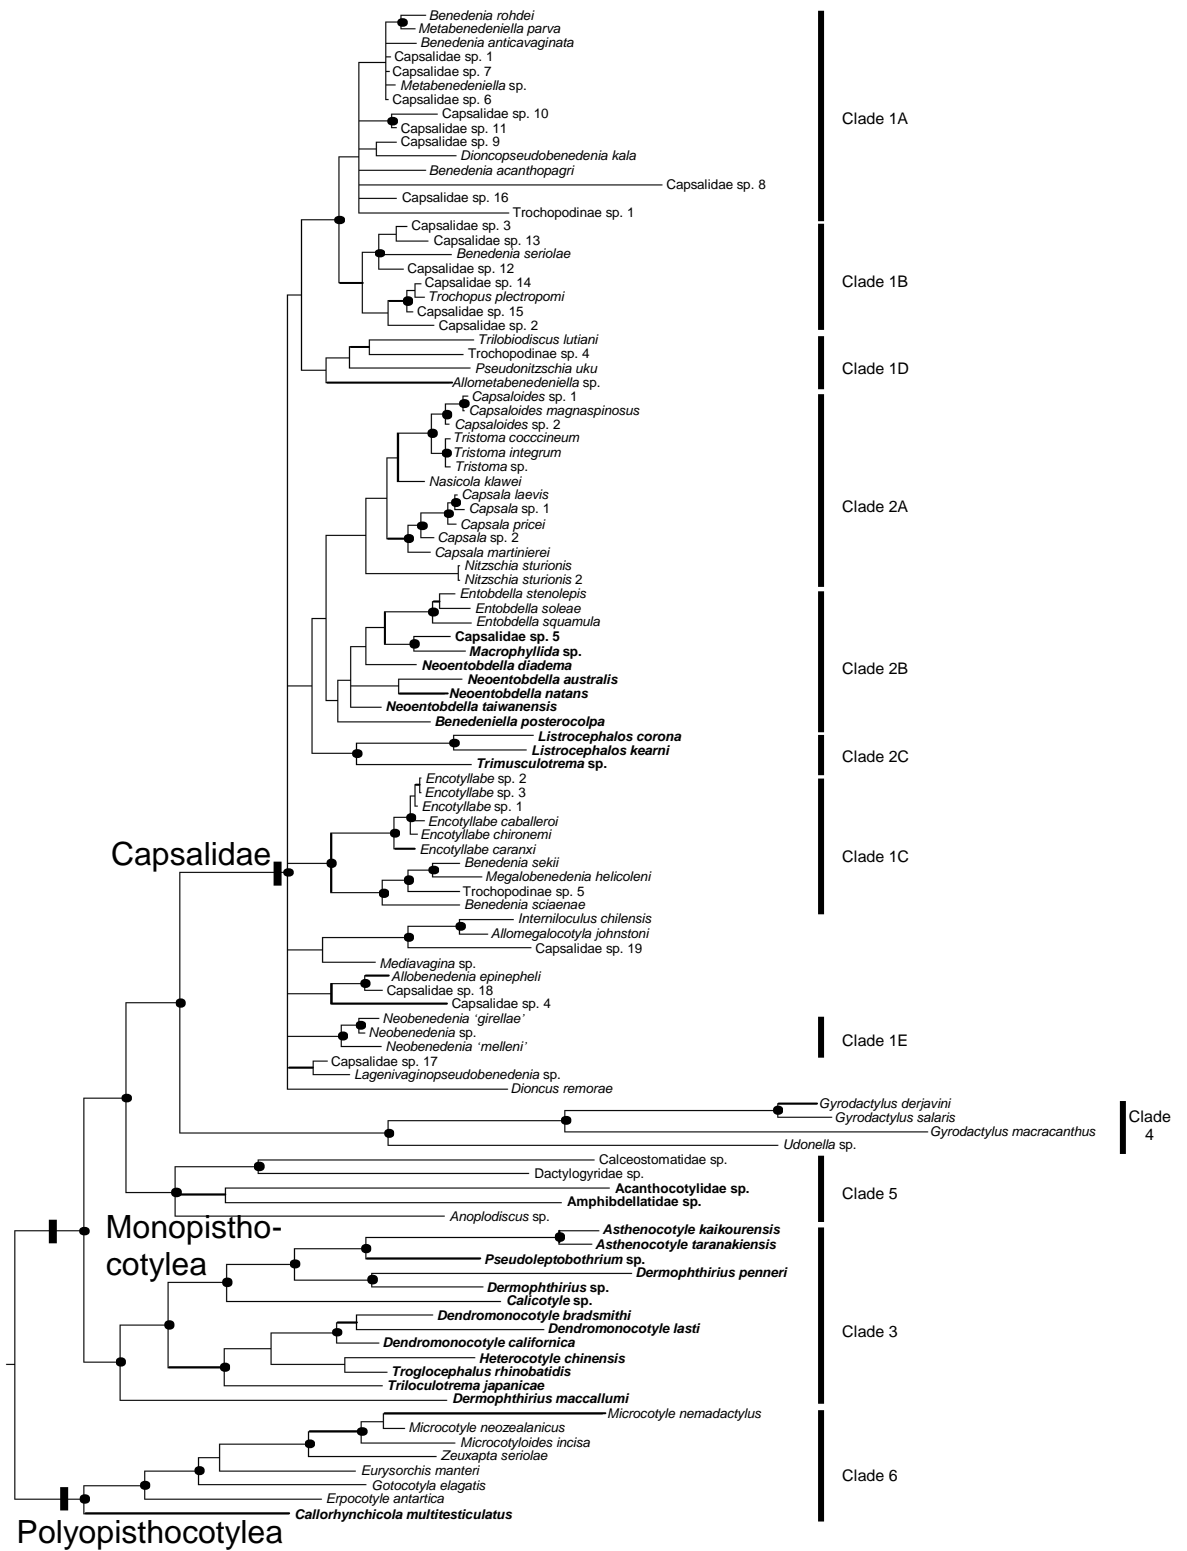 Benedenia rohdei
Metabenedeniella parva
Benedenia anticavaginata
Capsalidae sp. 1
Capsalidae sp. 7
Metabenedeniella sp.
Capsalidae sp. 6
Capsalidae sp. 10
Capsalidae sp. 11
Capsalidae sp. 9
Dioncopseudobenedenia kala
Benedenia acanthopagri
Capsalidae sp. 8
Capsalidae sp. 16
Trochopodinae sp. 1
Clade 1A
Capsalidae sp. 3
Capsalidae sp. 13
Benedenia seriolae
Capsalidae sp. 12
Capsalidae sp. 14
Trochopus plectropomi
Capsalidae sp. 15
Capsalidae sp. 2
Clade 1B
Trilobiodiscus lutiani
Trochopodinae sp. 4
Pseudonitzschia uku
Allometabenedeniella sp.
Clade 1D
Capsaloides sp. 1
Capsaloides magnaspinosus
Capsaloides sp. 2
Tristoma cocccineum
Tristoma integrum
Tristoma sp.
Nasicola klawei
Capsala laevis
Capsala sp. 1
Capsala pricei
Capsala sp. 2
Capsala martinierei
Nitzschia sturionis
Nitzschia sturionis 2
Clade 2A
Entobdella stenolepis
Entobdella soleae
Entobdella squamula
Capsalidae sp. 5
Macrophyllida sp.
Neoentobdella diadema
Neoentobdella australis
Neoentobdella natans
Neoentobdella taiwanensis
Benedeniella posterocolpa
Clade 2B
Listrocephalos corona
Listrocephalos kearni
Trimusculotrema sp.
Clade 2C
Encotyllabe sp. 2
Encotyllabe sp. 3
Encotyllabe sp. 1
Encotyllabe caballeroi
Encotyllabe chironemi
Encotyllabe caranxi
Benedenia sekii
Megalobenedenia helicoleni
Trochopodinae sp. 5
Benedenia sciaenae
Clade 1C
Capsalidae
Interniloculus chilensis
Allomegalocotyla johnstoni
Capsalidae sp. 19
Mediavagina sp.
Allobenedenia epinepheli
Capsalidae sp. 18
Capsalidae sp. 4
Neobenedenia ‘girellae’
Neobenedenia sp.
Neobenedenia ‘melleni’
Clade 1E
Capsalidae sp. 17
Lagenivaginopseudobenedenia sp.
Dioncus remorae
Gyrodactylus derjavini
Gyrodactylus salaris
Gyrodactylus macracanthus
Udonella sp.
Clade
4
Calceostomatidae sp.
Dactylogyridae sp.
Acanthocotylidae sp.
Amphibdellatidae sp.
Anoplodiscus sp.
Clade 5
Monopistho-
cotylea
Asthenocotyle kaikourensis
Asthenocotyle taranakiensis
Pseudoleptobothrium sp.
Dermophthirius penneri
Dermophthirius sp.
Calicotyle sp.
Dendromonocotyle bradsmithi
Dendromonocotyle lasti
Dendromonocotyle californica
Heterocotyle chinensis
Troglocephalus rhinobatidis
Triloculotrema japanicae
Dermophthirius maccallumi
Clade 3
Microcotyle nemadactylus
Microcotyle neozealanicus
Microcotyloides incisa
Zeuxapta seriolae
Eurysorchis manteri
Gotocotyla elagatis
Erpocotyle antartica
Callorhynchicola multitesticulatus
Clade 6
Polyopisthocotylea